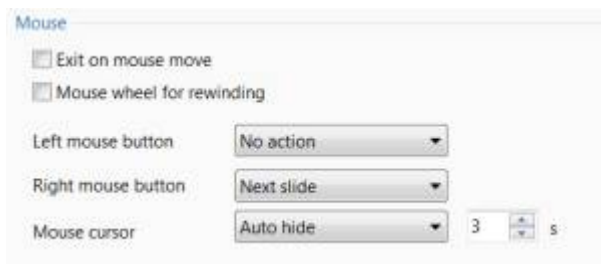 Mouse
Exit on mouse move
Mouse wheel for rewinding
Left mouse button No action
Right mouse button Next slide
Mouse cursor Auto hide 3 s